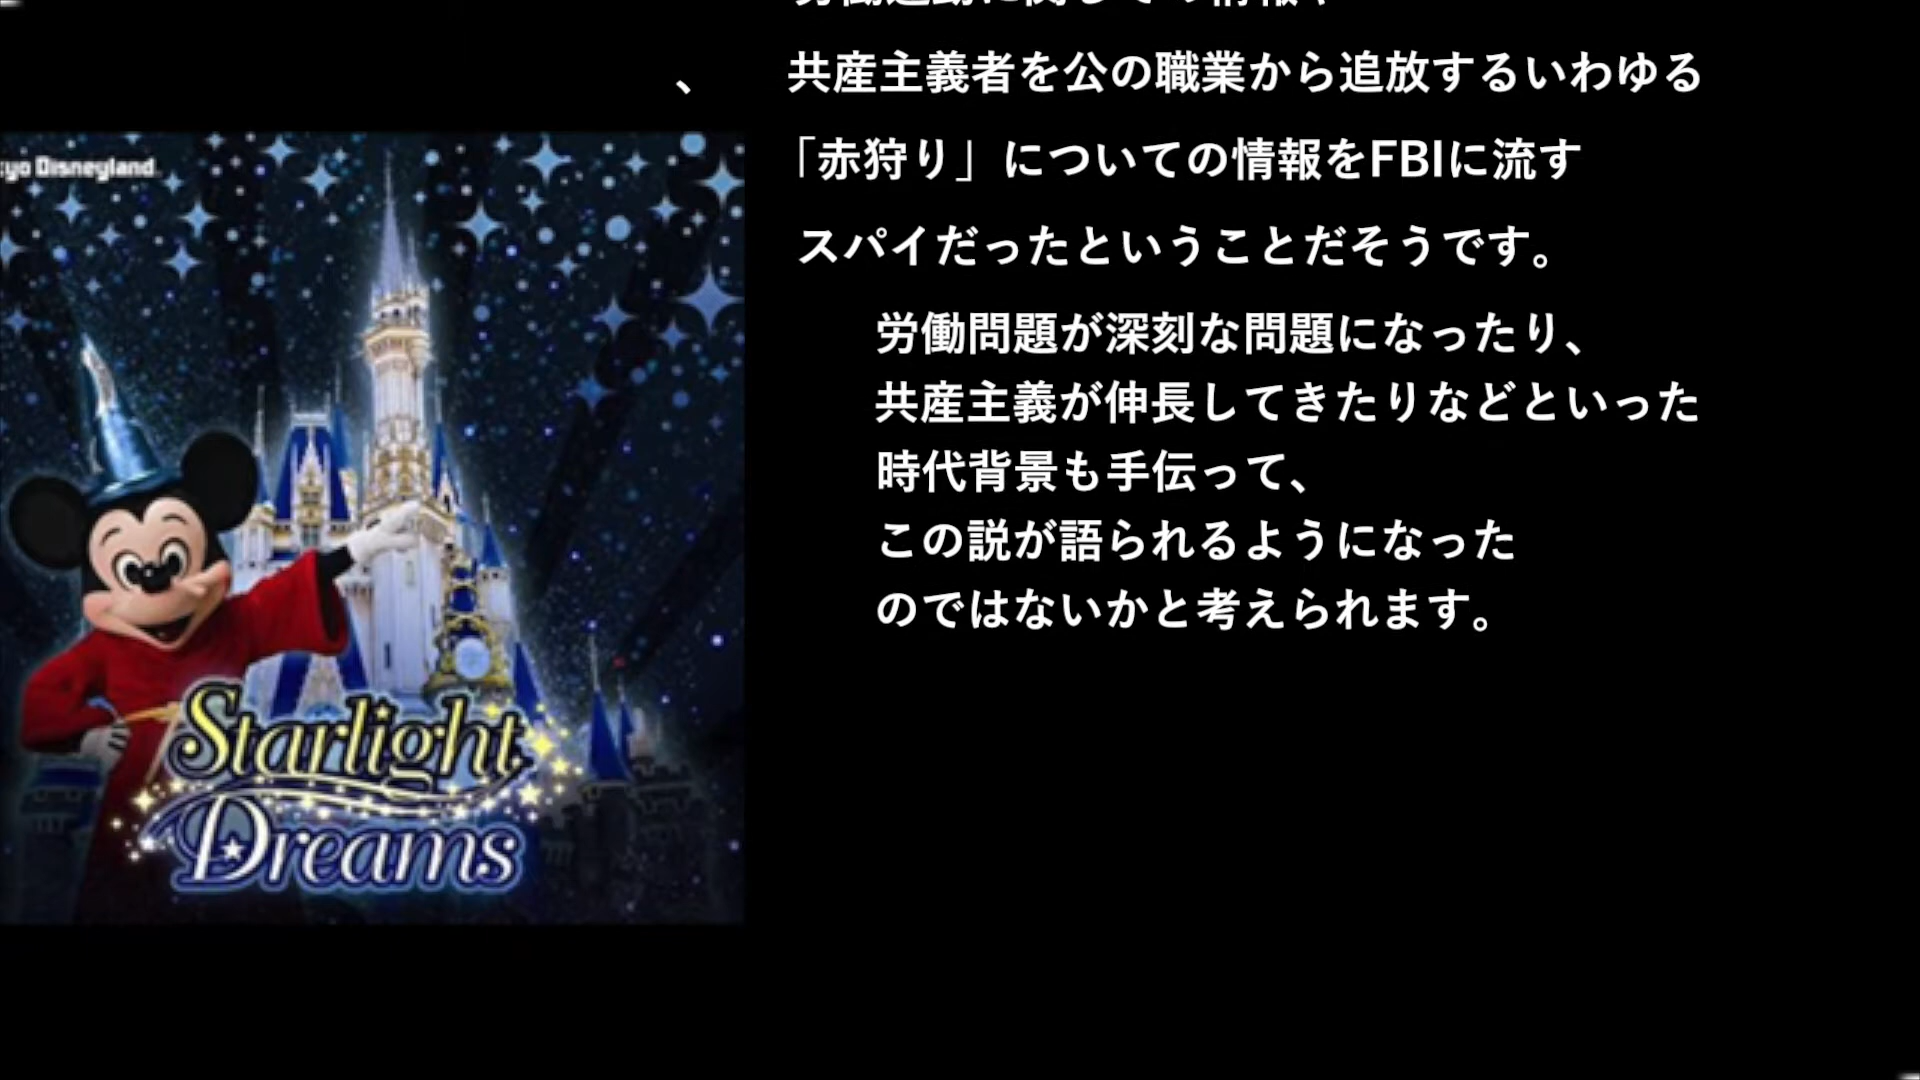 共産主義者を公の職業から追放するいわゆる
「赤狩り」についての情報をFBIに流す
スパイだったということだそうです。
労働問題が深刻な問題になったり、
共産主義が伸長してきたりなどといった
時代背景も手伝って、
この説が語られるようになった
のではないかと考えられます。
Disneyland
Starlight
Dreams